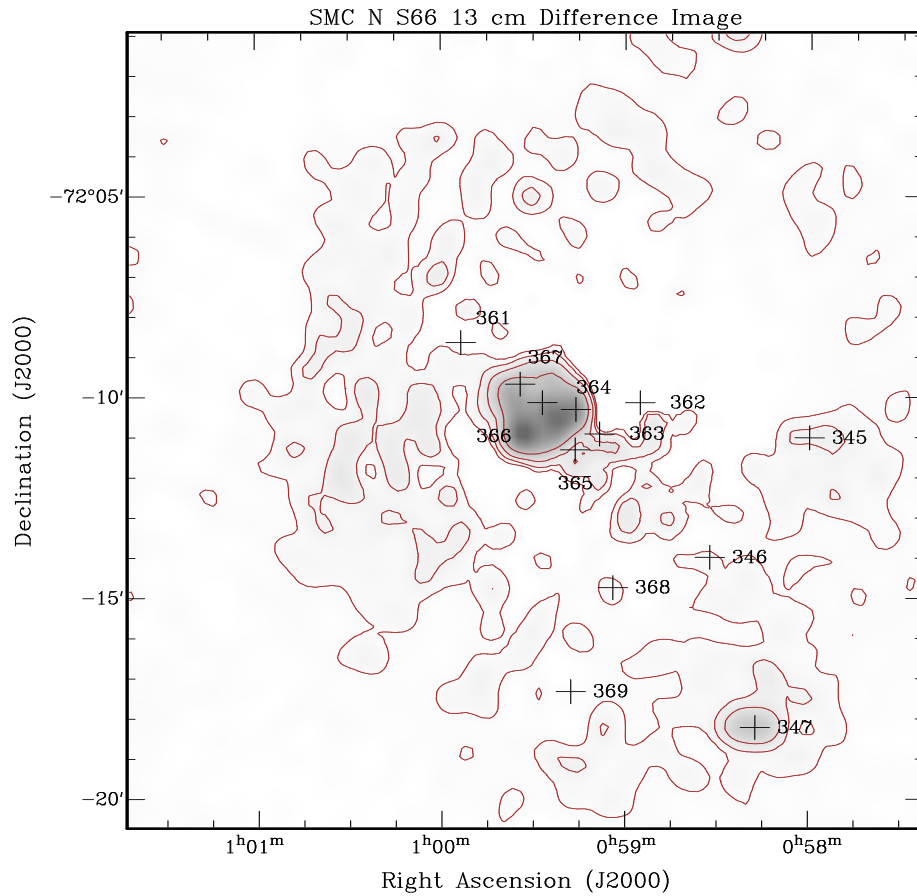 SMC N S66 13 cm Difference Image
−72°05′
361
367
−10′
364
362
366
363
345
365
346
−15′
368
369
347
−20′
1ʰ01ᵐ
1ʰ00ᵐ
0ʰ59ᵐ
0ʰ58ᵐ
Right Ascension (J2000)
Declination (J2000)